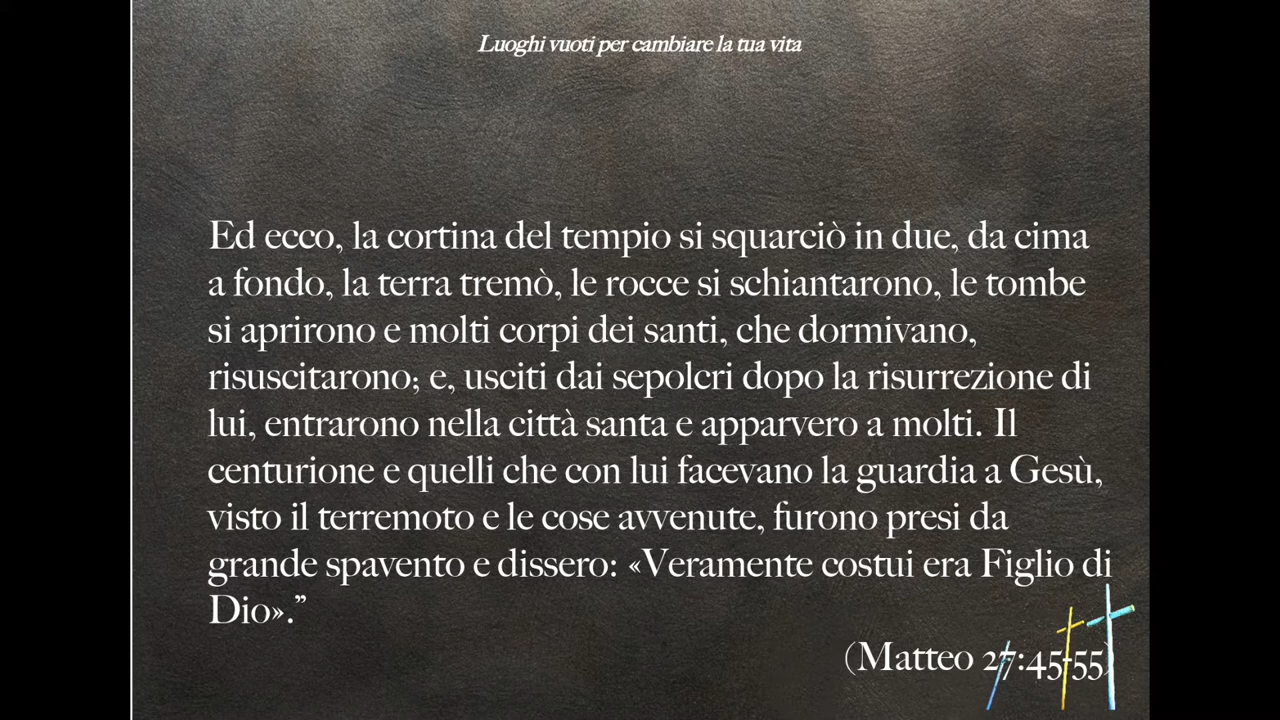 Luoghi vuoti per cambiare la tua vita
Ed ecco, la cortina del tempio si squarciò in due, da cima
a fondo, la terra tremò, le rocce si schiantarono, le tombe
si aprirono e molti corpi dei santi, che dormivano,
risuscitarono; e, usciti dai sepolcri dopo la risurrezione di
lui, entrarono nella città santa e apparvero a molti. Il
centurione e quelli che con lui facevano la guardia a Gesù,
visto il terremoto e le cose avvenute, furono presi da
grande spavento e dissero: «Veramente costui era Figlio di
Dio».”
(Matteo 27:45-55)